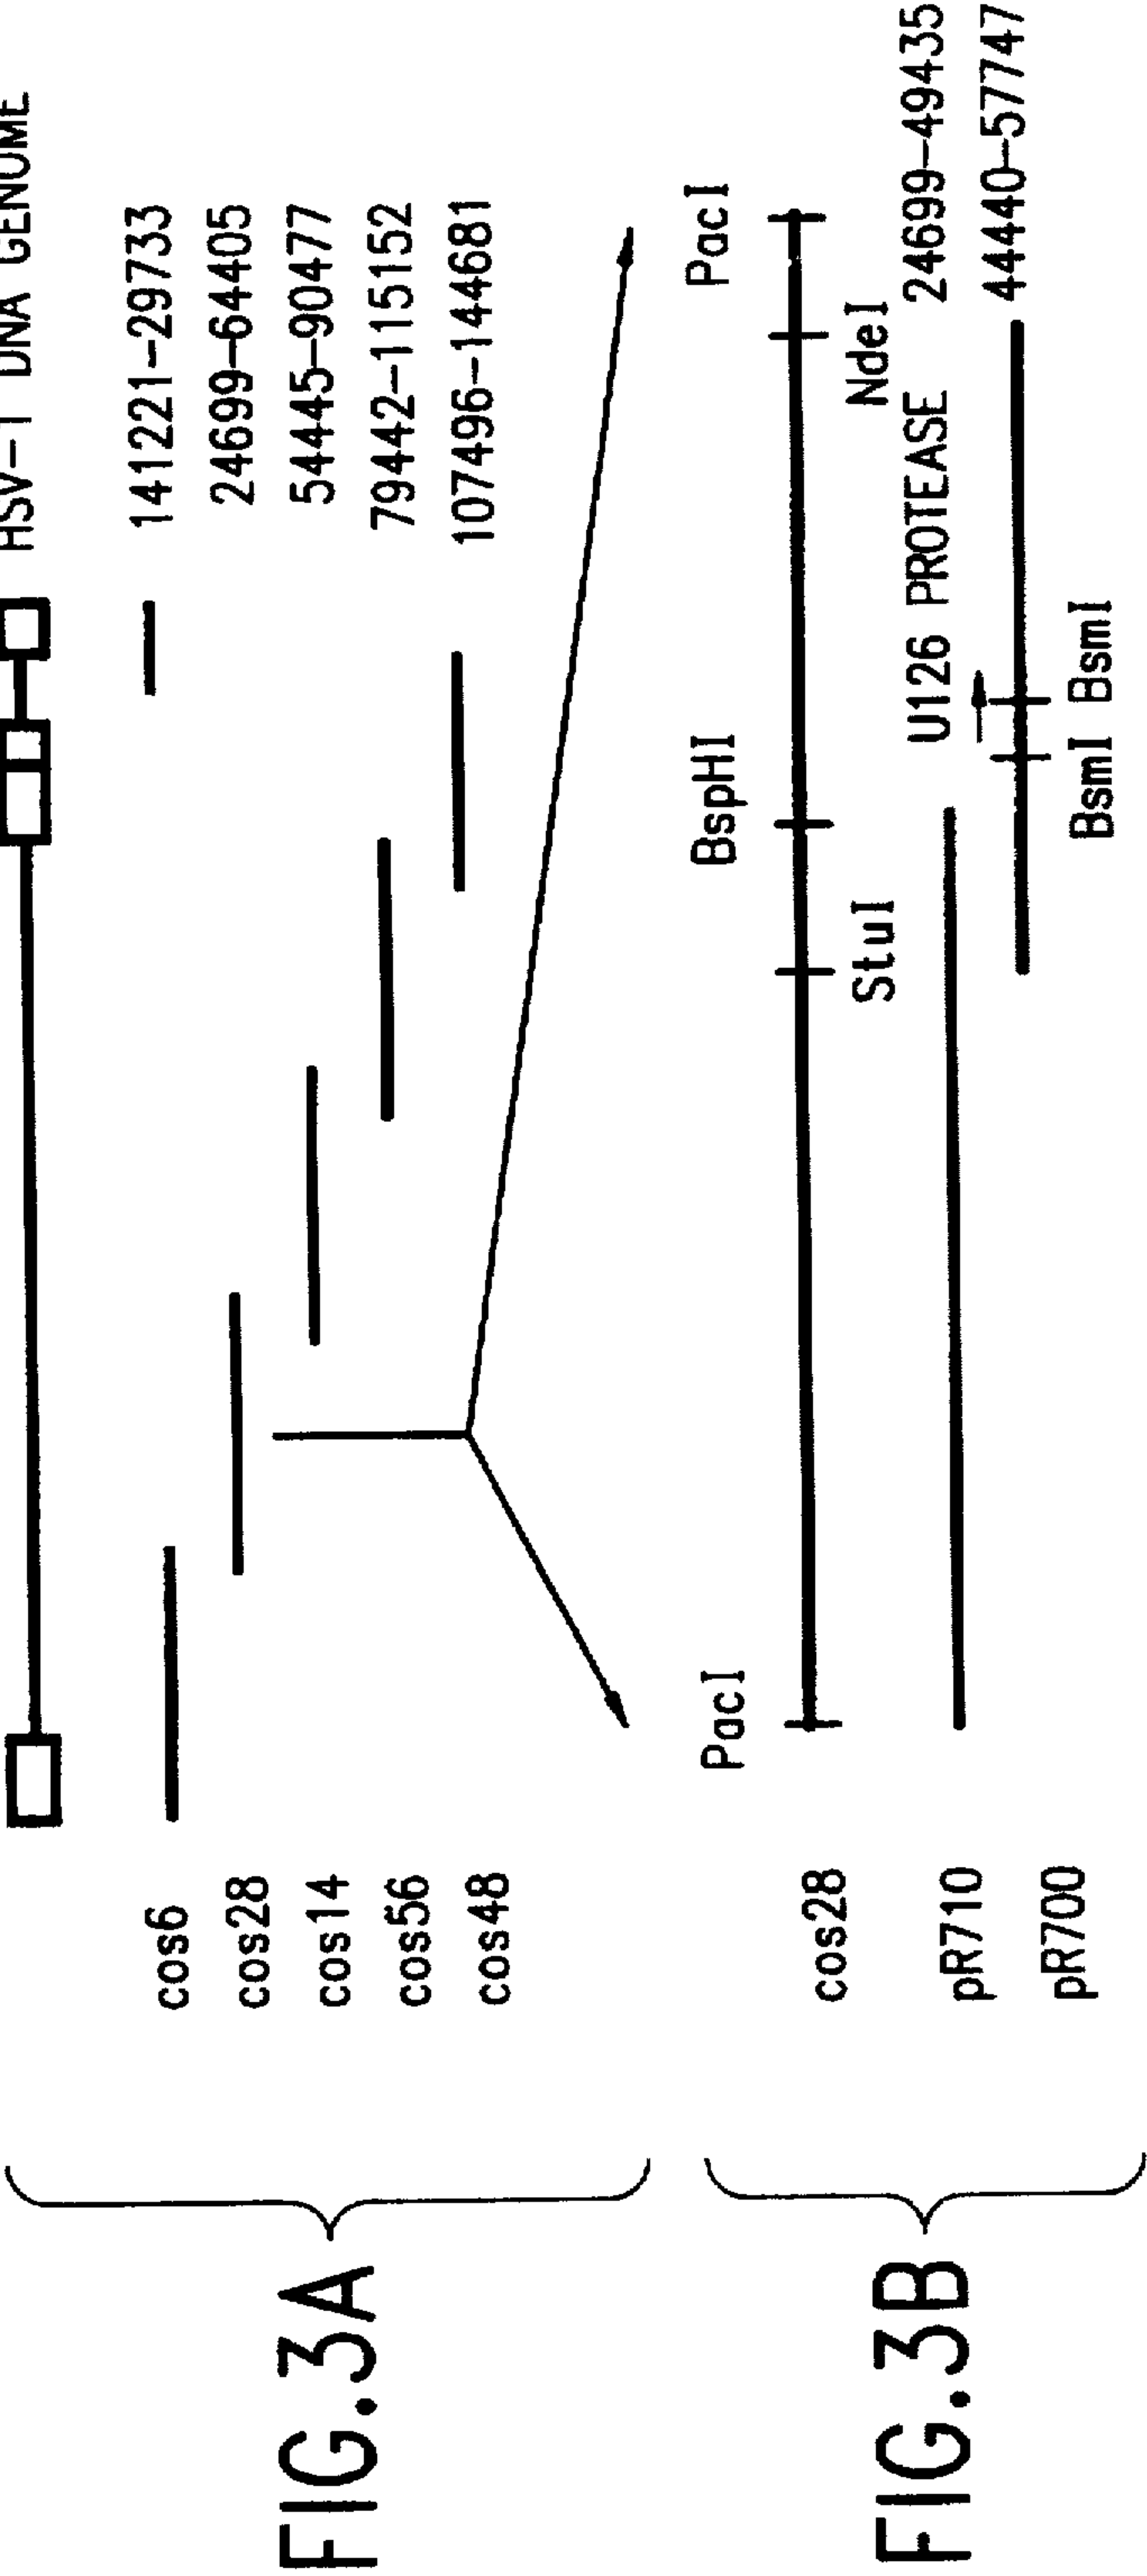 HSV-1 DNA GENOME
cos6 141221-29733
cos28 24699-64405
cos14 54445-90477
cos56 79442-115152
cos48 107496-144681
FIG.3A
PacI BspHI PacI
cos28
StuI NdeI
U126 PROTEASE 24699-49435
pR710
44440-57747
pR700
BsmI BsmI
FIG.3B